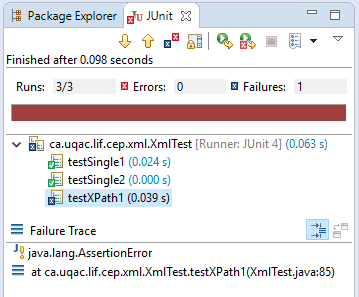 Package Explorer JUnit
Finished after 0.098 seconds
Runs: 3/3 Errors: 0 Failures: 1
ca.uqac.lif.cep.xml.XmlTest [Runner: JUnit 4] (0.063 s)
testSingle1 (0.024 s)
testSingle2 (0.000 s)
testXPath1 (0.039 s)
Failure Trace
java.lang.AssertionError
at ca.uqac.lif.cep.xml.XmlTest.testXPath1(XmlTest.java:85)